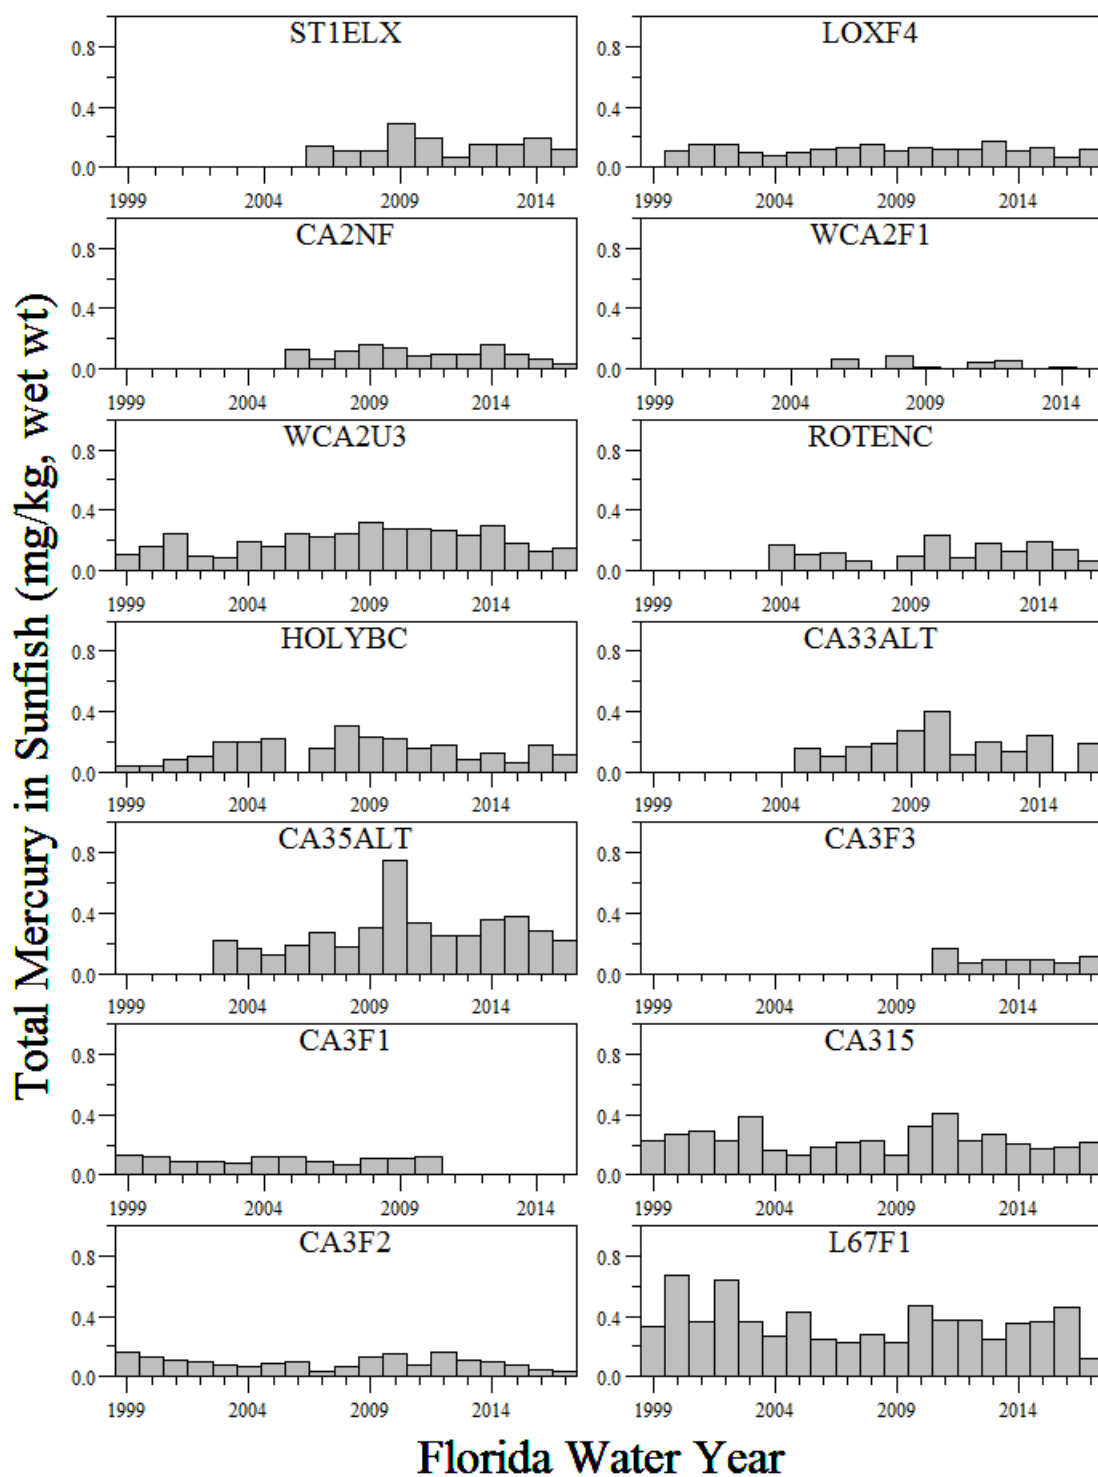 Total Mercury in Sunfish (mg/kg, wet wt)
ST1ELX
0.8
0.4
0.0
1999 2004 2009 2014
LOXF4
0.8
0.4
0.0
1999 2004 2009 2014
CA2NF
0.8
0.4
0.0
1999 2004 2009 2014
WCA2F1
0.8
0.4
0.0
1999 2004 2009 2014
WCA2U3
0.8
0.4
0.0
1999 2004 2009 2014
ROTENC
0.8
0.4
0.0
1999 2004 2009 2014
HOLYBC
0.8
0.4
0.0
1999 2004 2009 2014
CA33ALT
0.8
0.4
0.0
1999 2004 2009 2014
CA35ALT
0.8
0.4
0.0
1999 2004 2009 2014
CA3F3
0.8
0.4
0.0
1999 2004 2009 2014
CA3F1
0.8
0.4
0.0
1999 2004 2009 2014
CA315
0.8
0.4
0.0
1999 2004 2009 2014
CA3F2
0.8
0.4
0.0
1999 2004 2009 2014
L67F1
0.8
0.4
0.0
1999 2004 2009 2014
Florida Water Year